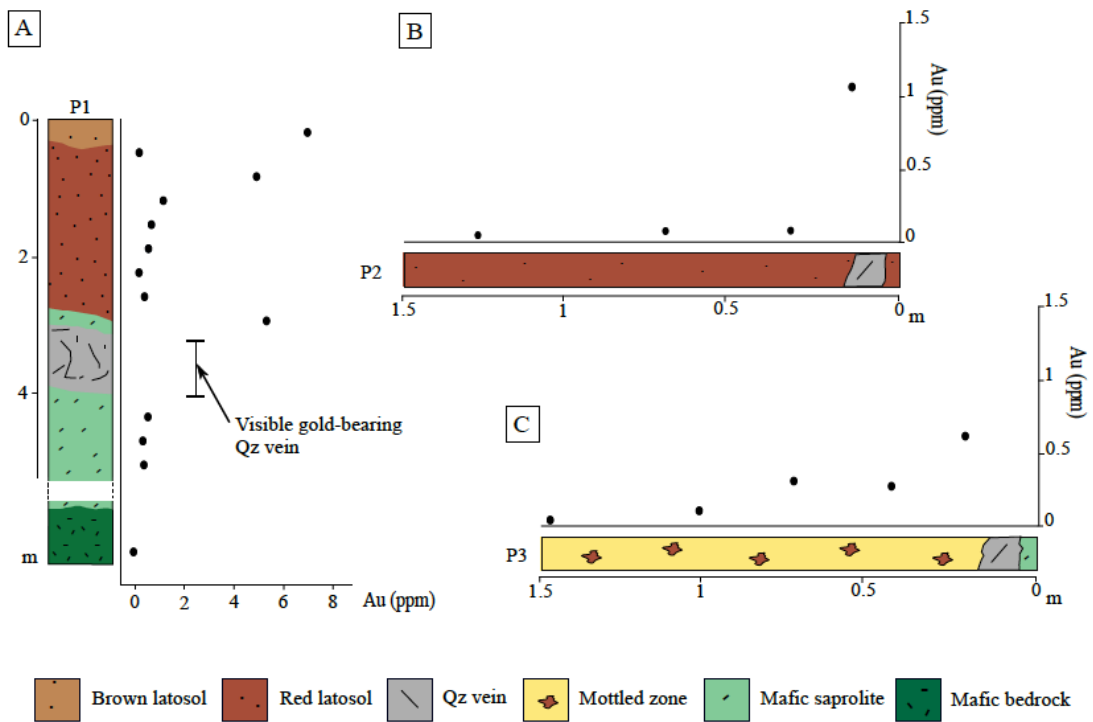 A
P1
0
2
4
m
0 2 4 6 8 Au (ppm)
Visible gold-bearing
Qz vein
B
1.5
1
0.5
0
Au (ppm)
P2
1.5 1 0.5 0 m
C
1.5
1
0.5
0
Au (ppm)
P3
1.5 1 0.5 0 m
Brown latosol Red latosol Qz vein Mottled zone Mafic saprolite Mafic bedrock